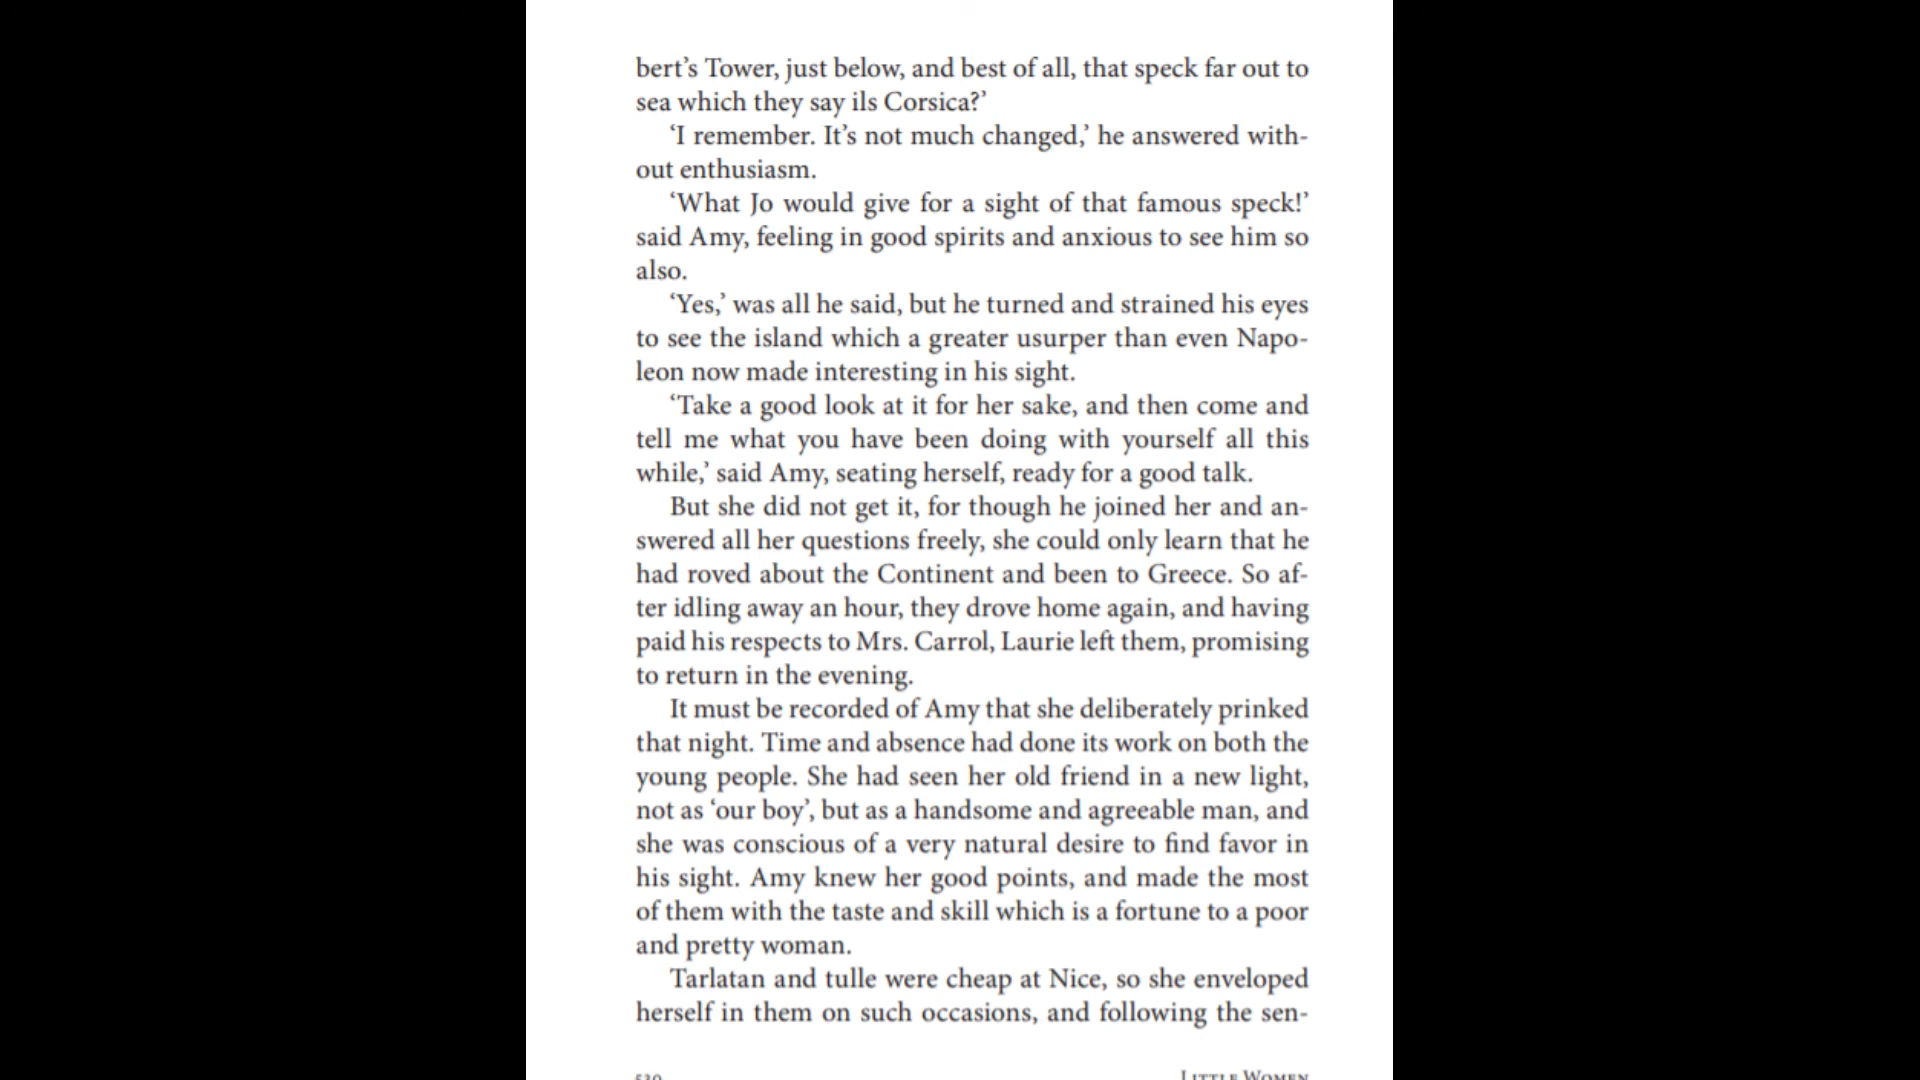 bert’s Tower, just below, and best of all, that speck far out to
sea which they say ils Corsica?’
‘I remember. It’s not much changed,’ he answered with-
out enthusiasm.
‘What Jo would give for a sight of that famous speck!’
said Amy, feeling in good spirits and anxious to see him so
also.
‘Yes,’ was all he said, but he turned and strained his eyes
to see the island which a greater usurper than even Napo-
leon now made interesting in his sight.
‘Take a good look at it for her sake, and then come and
tell me what you have been doing with yourself all this
while,’ said Amy, seating herself, ready for a good talk.
But she did not get it, for though he joined her and an-
swered all her questions freely, she could only learn that he
had roved about the Continent and been to Greece. So af-
ter idling away an hour, they drove home again, and having
paid his respects to Mrs. Carrol, Laurie left them, promising
to return in the evening.
It must be recorded of Amy that she deliberately prinked
that night. Time and absence had done its work on both the
young people. She had seen her old friend in a new light,
not as ‘our boy’, but as a handsome and agreeable man, and
she was conscious of a very natural desire to find favor in
his sight. Amy knew her good points, and made the most
of them with the taste and skill which is a fortune to a poor
and pretty woman.
Tarlatan and tulle were cheap at Nice, so she enveloped
herself in them on such occasions, and following the sen-
Little Women